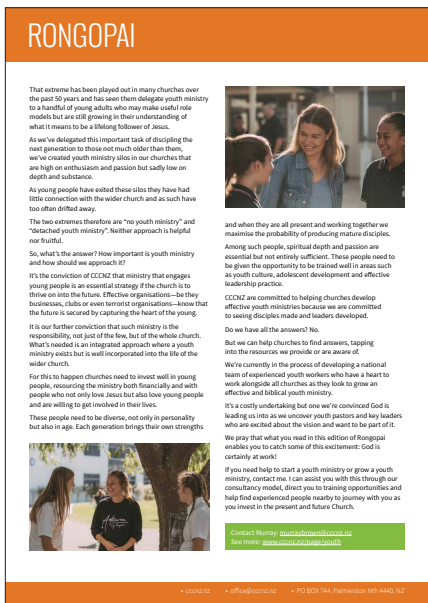 RONGOPAI
That extreme has been played out in many churches over
the past 50 years and has seen them delegate youth ministry
to a handful of young adults who may make useful role
models but are still growing in their understanding of
what it means to be a lifelong follower of Jesus.
As we've delegated this important task of discipling the
next generation to those not much older than them,
we've created youth ministry silos in our churches that
are high on enthusiasm and passion but sadly low on
depth and substance.
As young people have exited these silos they have had
little connection with the wider church and as such have
too often drifted away.
The two extremes therefore are "no youth ministry" and
"detached youth ministry". Neither approach is helpful
nor fruitful.
So, what's the answer? How important is youth ministry
and how should we approach it?
It's the conviction of CCCNZ that ministry that engages
young people is an essential strategy if the church is to
thrive on into the future. Effective organisations—be they
businesses, clubs or even terrorist organisations—know that
the future is secured by capturing the heart of the young.
It is our further conviction that such ministry is the
responsibility, not just of the few, but of the whole church.
What's needed is an integrated approach where a youth
ministry exists but is well incorporated into the life of the
wider church.
For this to happen churches need to invest well in young
people, resourcing the ministry both financially and with
people who not only love Jesus but also love young people
and are willing to get involved in their lives.
These people need to be diverse, not only in personality
but also in age. Each generation brings their own strengths
and when they are all present and working together we
maximise the probability of producing mature disciples.
Among such people, spiritual depth and passion are
essential but not entirely sufficient. These people need to
be given the opportunity to be trained well in areas such
as youth culture, adolescent development and effective
leadership practice.
CCCNZ are committed to helping churches develop
effective youth ministries because we are committed
to seeing disciples made and leaders developed.
Do we have all the answers? No.
But we can help churches to find answers, tapping
into the resources we provide or are aware of.
We're currently in the process of developing a national
team of experienced youth workers who have a heart to
work alongside all churches as they look to grow an
effective and biblical youth ministry.
It's a costly undertaking but one we're convinced God is
leading us into as we uncover youth pastors and key leaders
who are excited about the vision and want to be part of it.
We pray that what you read in this edition of Rongopai
enables you to catch some of this excitement: God is
certainly at work!
If you need help to start a youth ministry or grow a youth
ministry, contact me. I can assist you with this through our
consultancy model, direct you to training opportunities and
help find experienced people nearby to journey with you as
you invest in the present and future Church.
Contact Murray: murraybrown@cccnz.nz
See more: www.cccnz.nz/page/youth
• cccnz.nz • office@cccnz.nz • PO BOX 744, Palmerston Nth 4440, NZ